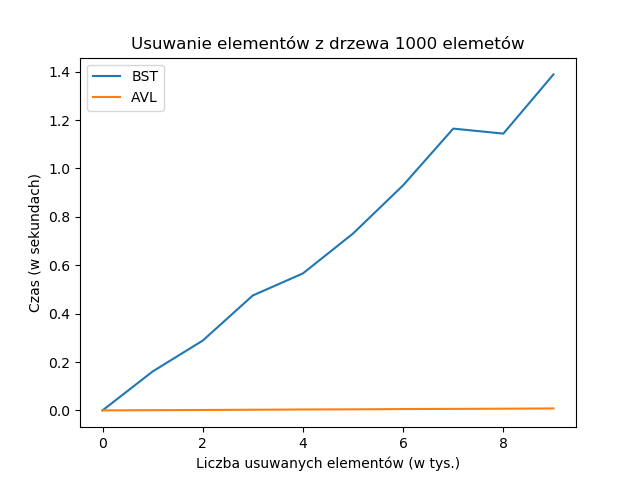 Usuwanie elementów z drzewa 1000 elemetów
BST
AVL
Czas (w sekundach)
1.4
1.2
1.0
0.8
0.6
0.4
0.2
0.0
0 2 4 6 8
Liczba usuwanych elementów (w tys.)